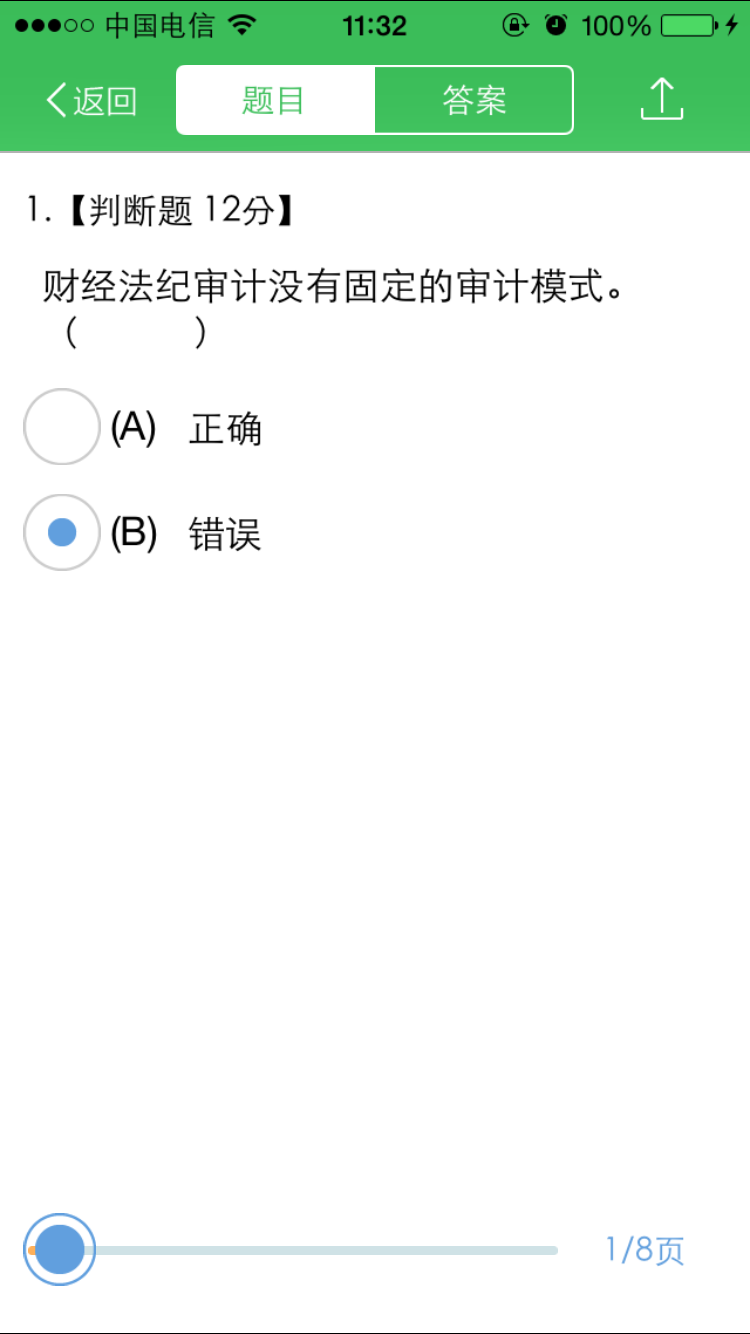 中国电信 11:32 100%
返回 题目 答案
1.【判断题 12分】
财经法纪审计没有固定的审计模式。
( )
(A) 正确
(B) 错误
1/8页